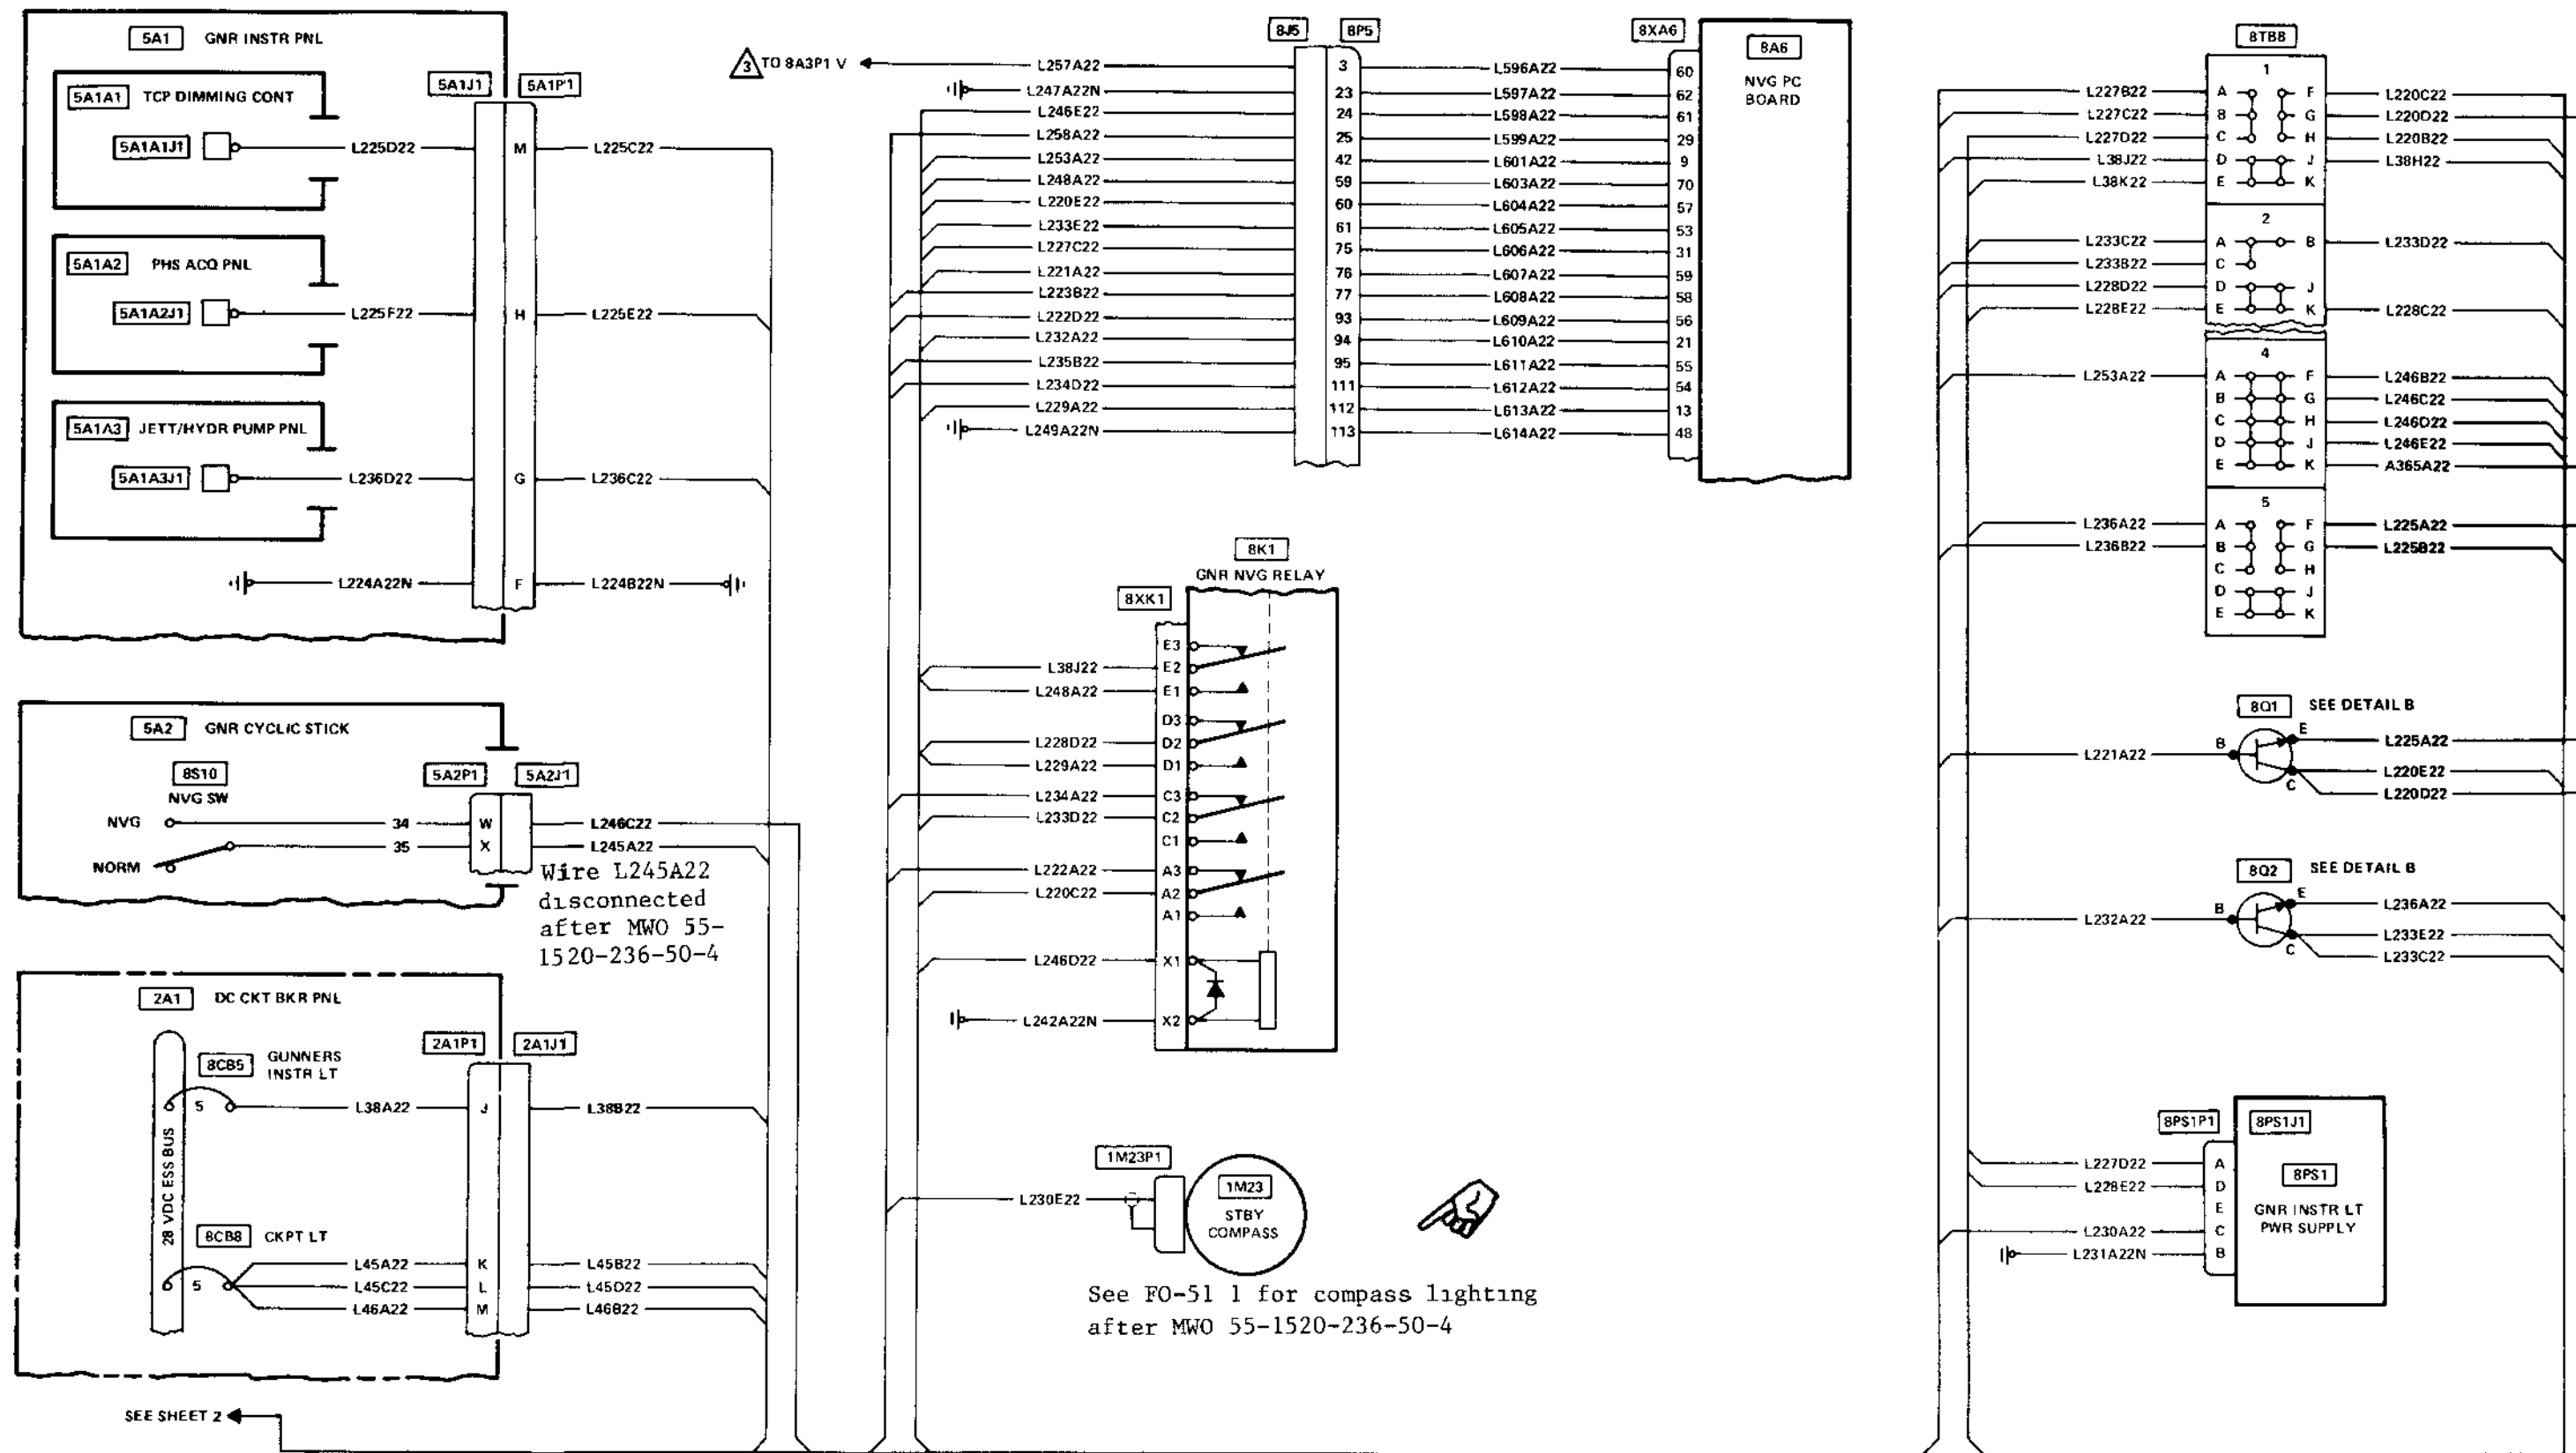 5A1 GNR INSTR PNL
5A1A1 TCP DIMMING CONT
5A1J1 5A1P1
5A1A1J1 L225D22 M L225C22
5A1A2 PHS ACQ PNL
5A1A2J1 L225F22 H L225E22
5A1A3 JETT/HYDR PUMP PNL
5A1A3J1 L236D22 G L236C22
L224A22N F L224B22N
5A2 GNR CYCLIC STICK
8S10
NVG SW
5A2P1 5A2J1
NVG 34 W L246C22
35 X L245A22
NORM
Wire L245A22
disconnected
after MWO 55-
1520-236-50-4
2A1 DC CKT BKR PNL
2A1P1 2A1J1
8CB5 GUNNERS
INSTR LT
5 L38A22 J L38B22
28 VDC ESS BUS
8CB8 CKPT LT
L45A22 K L45B22
5 L45C22 L L45D22
L46A22 M L46B22
SEE SHEET 2
8J5 8P5 8XA6
8A6
NVG PC
BOARD
3 TO 8A3P1 V L257A22 3 L596A22 60
L247A22N 23 L597A22 62
L246E22 24 L598A22 61
L258A22 25 L599A22 29
L253A22 42 L601A22 9
L248A22 59 L603A22 70
L220E22 60 L604A22 57
L233E22 61 L605A22 53
L227C22 75 L606A22 31
L221A22 76 L607A22 59
L223B22 77 L608A22 58
L222D22 93 L609A22 56
L232A22 94 L610A22 21
L235B22 95 L611A22 55
L234D22 111 L612A22 54
L229A22 112 L613A22 13
L249A22N 113 L614A22 48
8K1
GNR NVG RELAY
8XK1
E3
L38J22 E2
L248A22 E1
D3
L228D22 D2
L229A22 D1
L234A22 C3
L233D22 C2
C1
L222A22 A3
L220C22 A2
A1
L246D22 X1
L242A22N X2
1M23P1
L230E22
1M23
STBY
COMPASS
See FO-51 1 for compass lighting
after MWO 55-1520-236-50-4
8TB8
1
L227B22 A F L220C22
L227C22 B G L220D22
L227D22 C H L220B22
L38J22 D J L38H22
L38K22 E K
2
L233C22 A B L233D22
L233B22 C
L228D22 D J
L228E22 E K L228C22
4
L253A22 A F L246B22
B G L246C22
C H L246D22
D J L246E22
E K A365A22
5
L236A22 A F L225A22
L236B22 B G L225B22
C H
D J
E K
8Q1 SEE DETAIL B
E
L225A22
L221A22 B
L220E22
C
L220D22
8Q2 SEE DETAIL B
E
L236A22
L232A22 B
L233E22
C
L233C22
8PS1P1 8PS1J1
L227D22 A
8PS1
L228E22 D
E
GNR INSTR LT
PWR SUPPLY
L230A22 C
L231A22N B